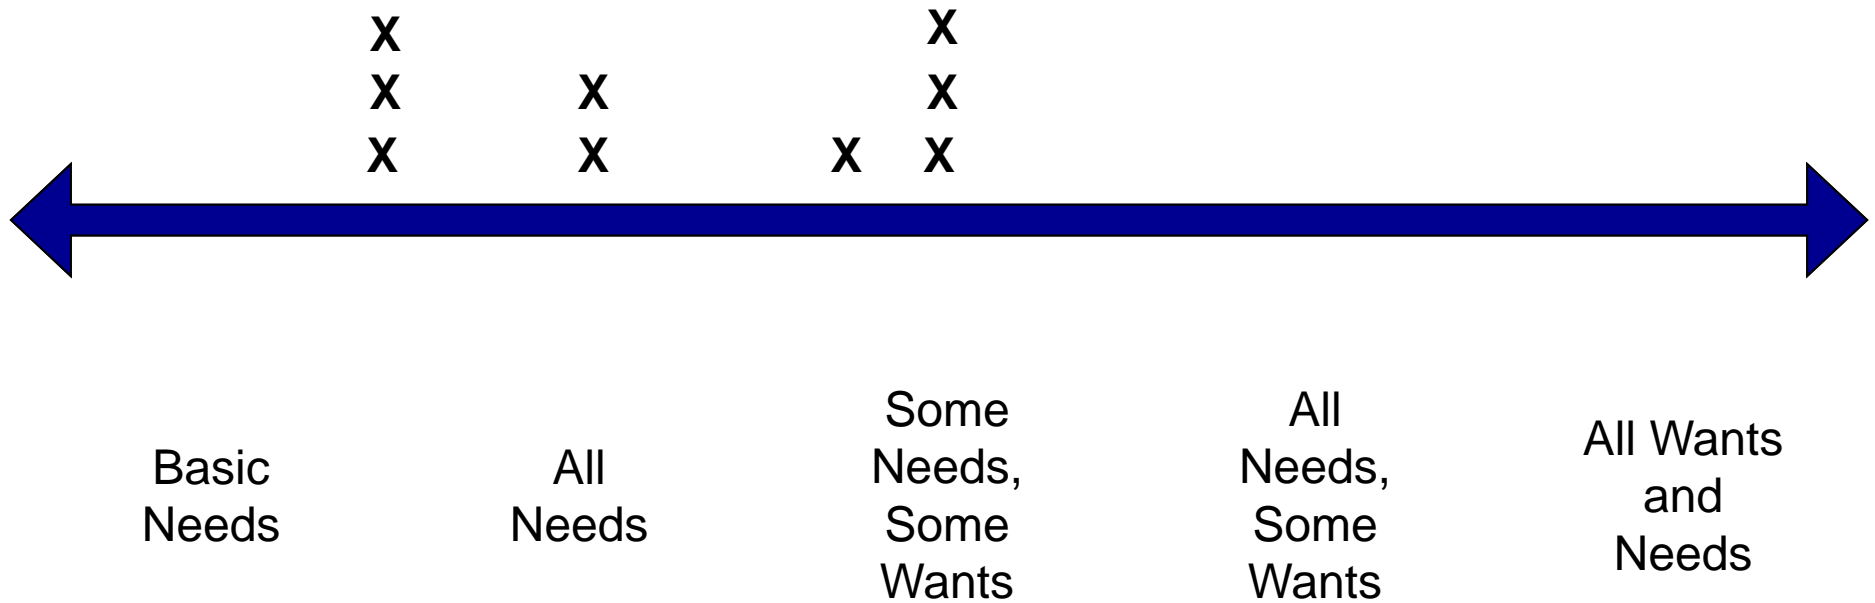 X X
X X X
X X X X
Basic
Needs
All
Needs
Some
Needs,
Some
Wants
All
Needs,
Some
Wants
All Wants
and
Needs